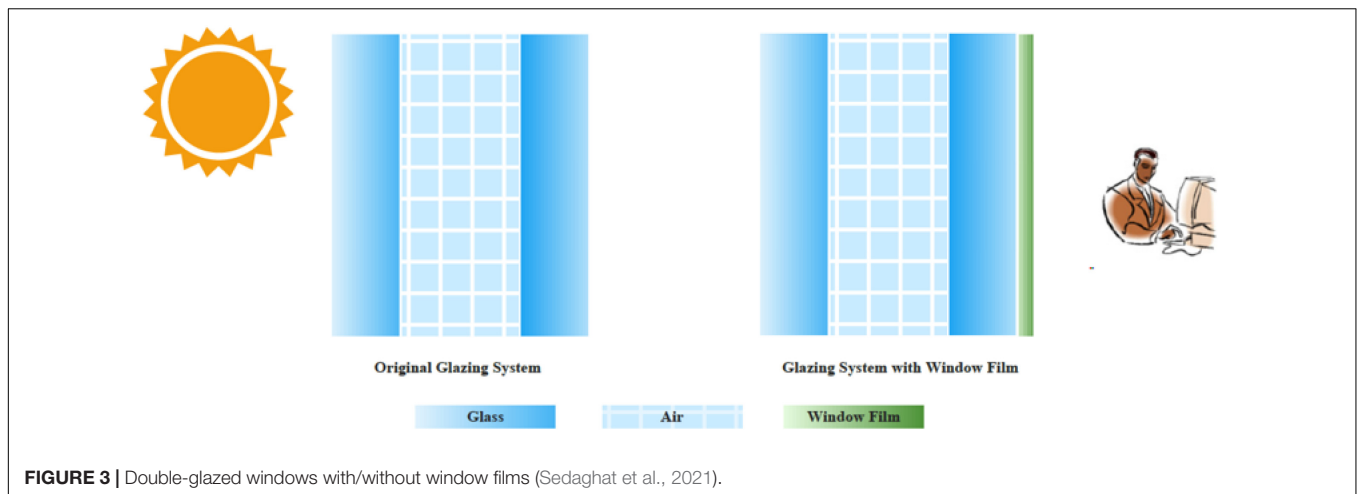 Original Glazing System
Glazing System with Window Film
Glass
Air
Window Film
FIGURE 3 | Double-glazed windows with/without window films (Sedaghat et al., 2021).